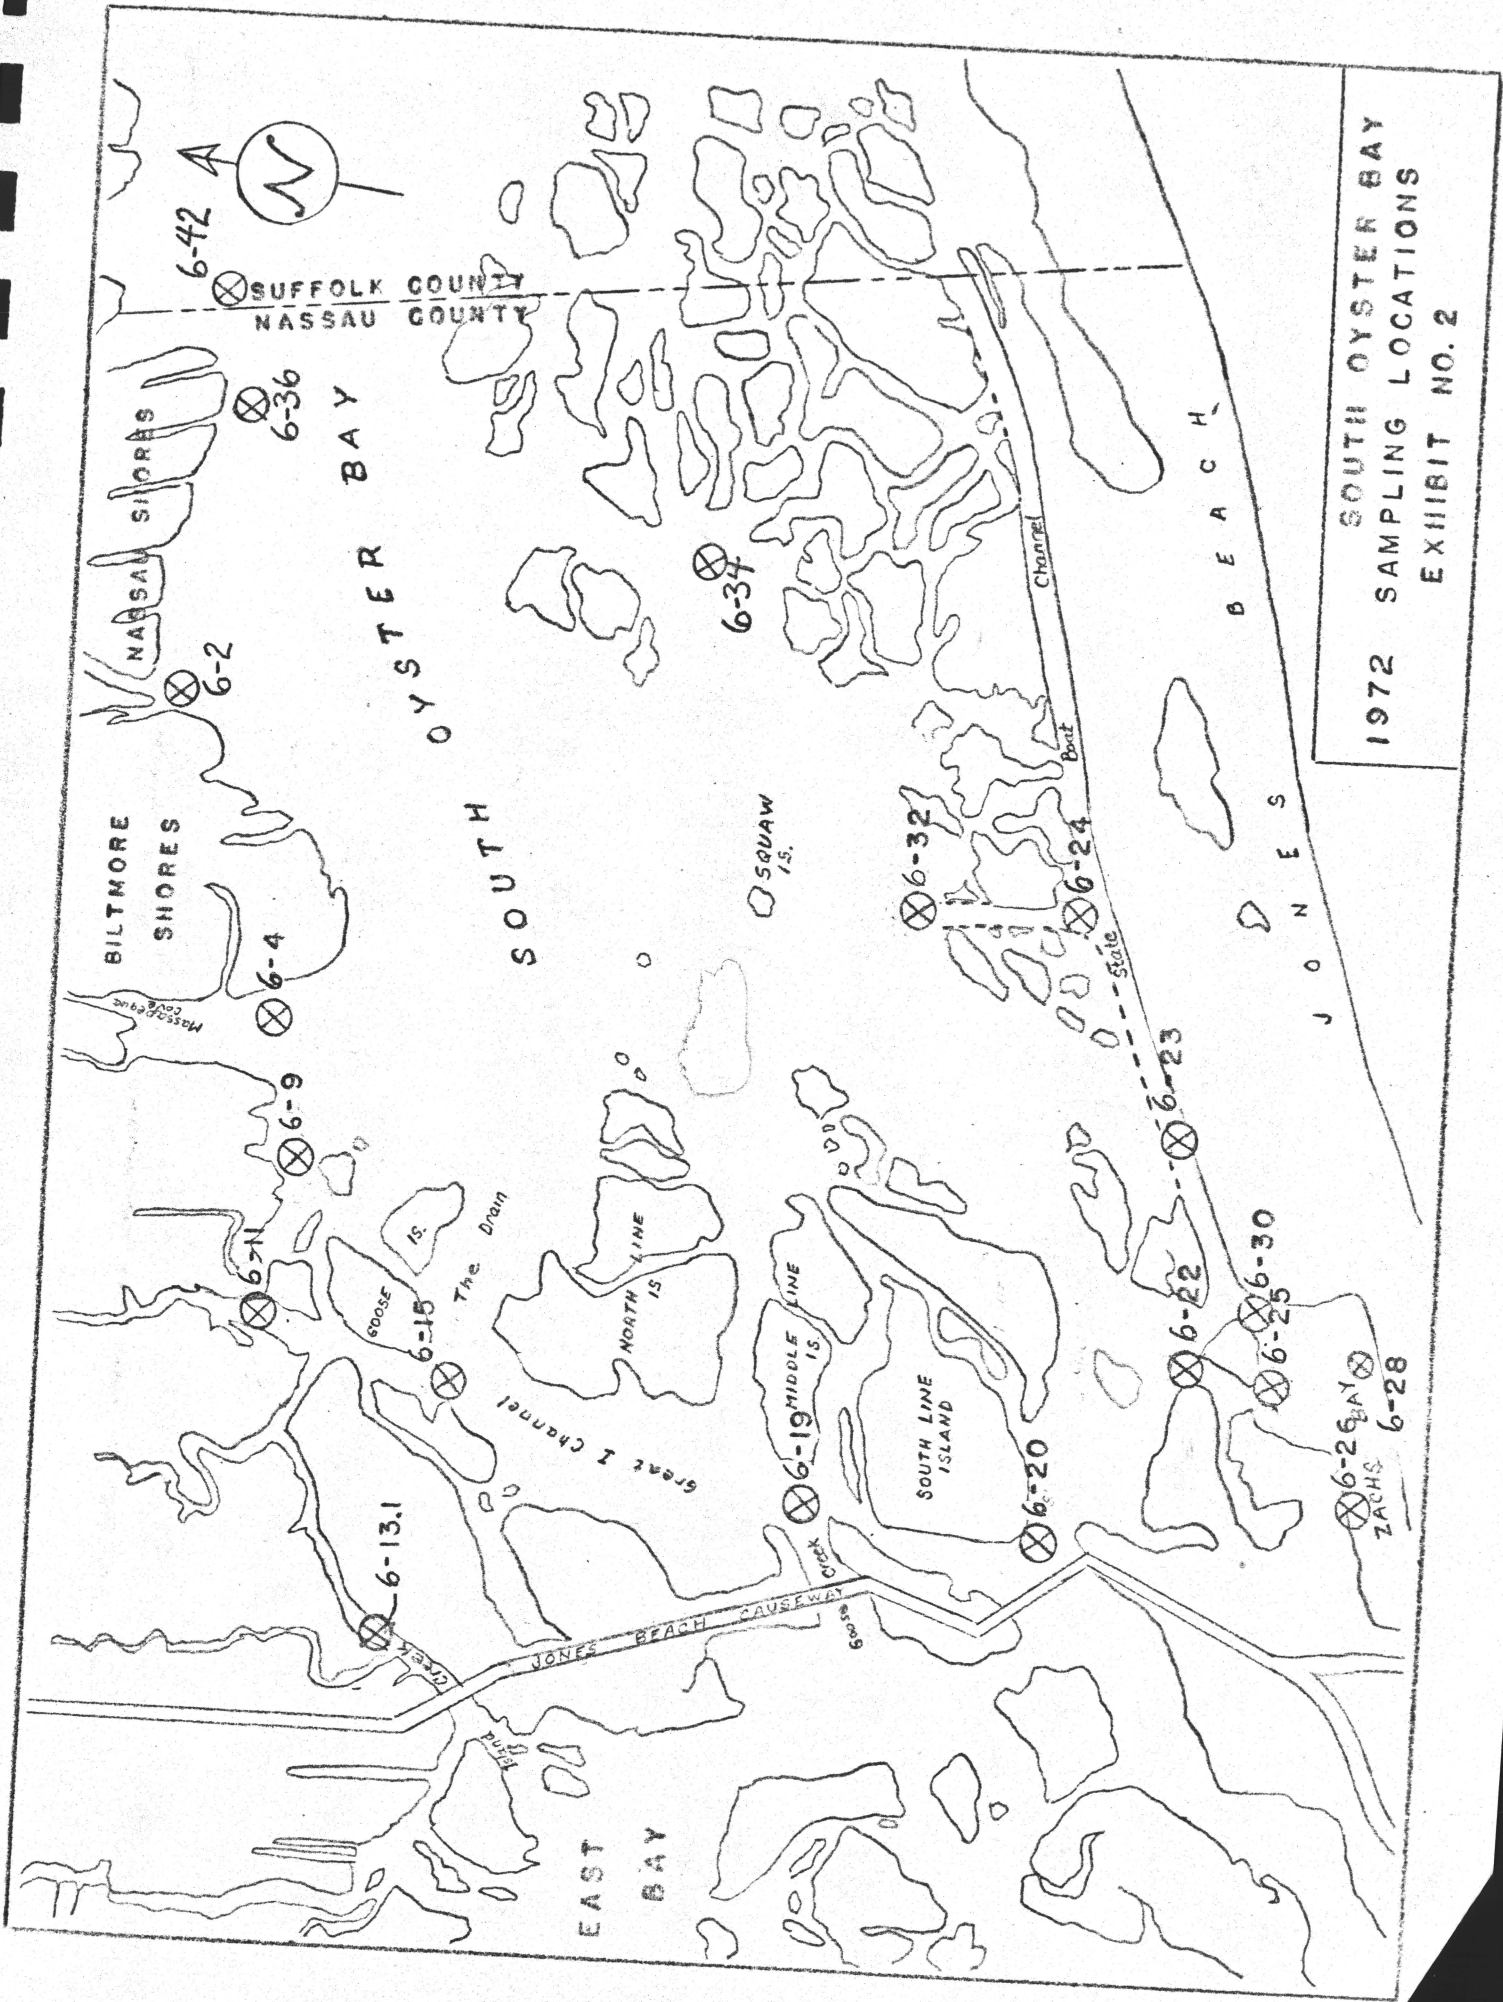 N
6-42
SUFFOLK COUNTY
NASSAU COUNTY
6-36
NASSAU SHORES
6-2
BILTMORE
SHORES
Massapequa
Cove
6-4
6-9
6-11
SOUTH OYSTER BAY
6-34
SQUAW
IS.
GOOSE
IS.
The Drain
6-15
NORTH LINE
IS
Great I Channel
MIDDLE LINE
IS.
6-19
SOUTH LINE
ISLAND
6-20
6-13.1
Island Creek
JONES BEACH CAUSEWAY
Goose Creek
EAST
BAY
6-32
6-24
State Boat Channel
6-23
6-22
6-30
6-25
6-26
ZACHS BAY
6-28
JONES BEACH
SOUTH OYSTER BAY
1972 SAMPLING LOCATIONS
EXHIBIT NO. 2